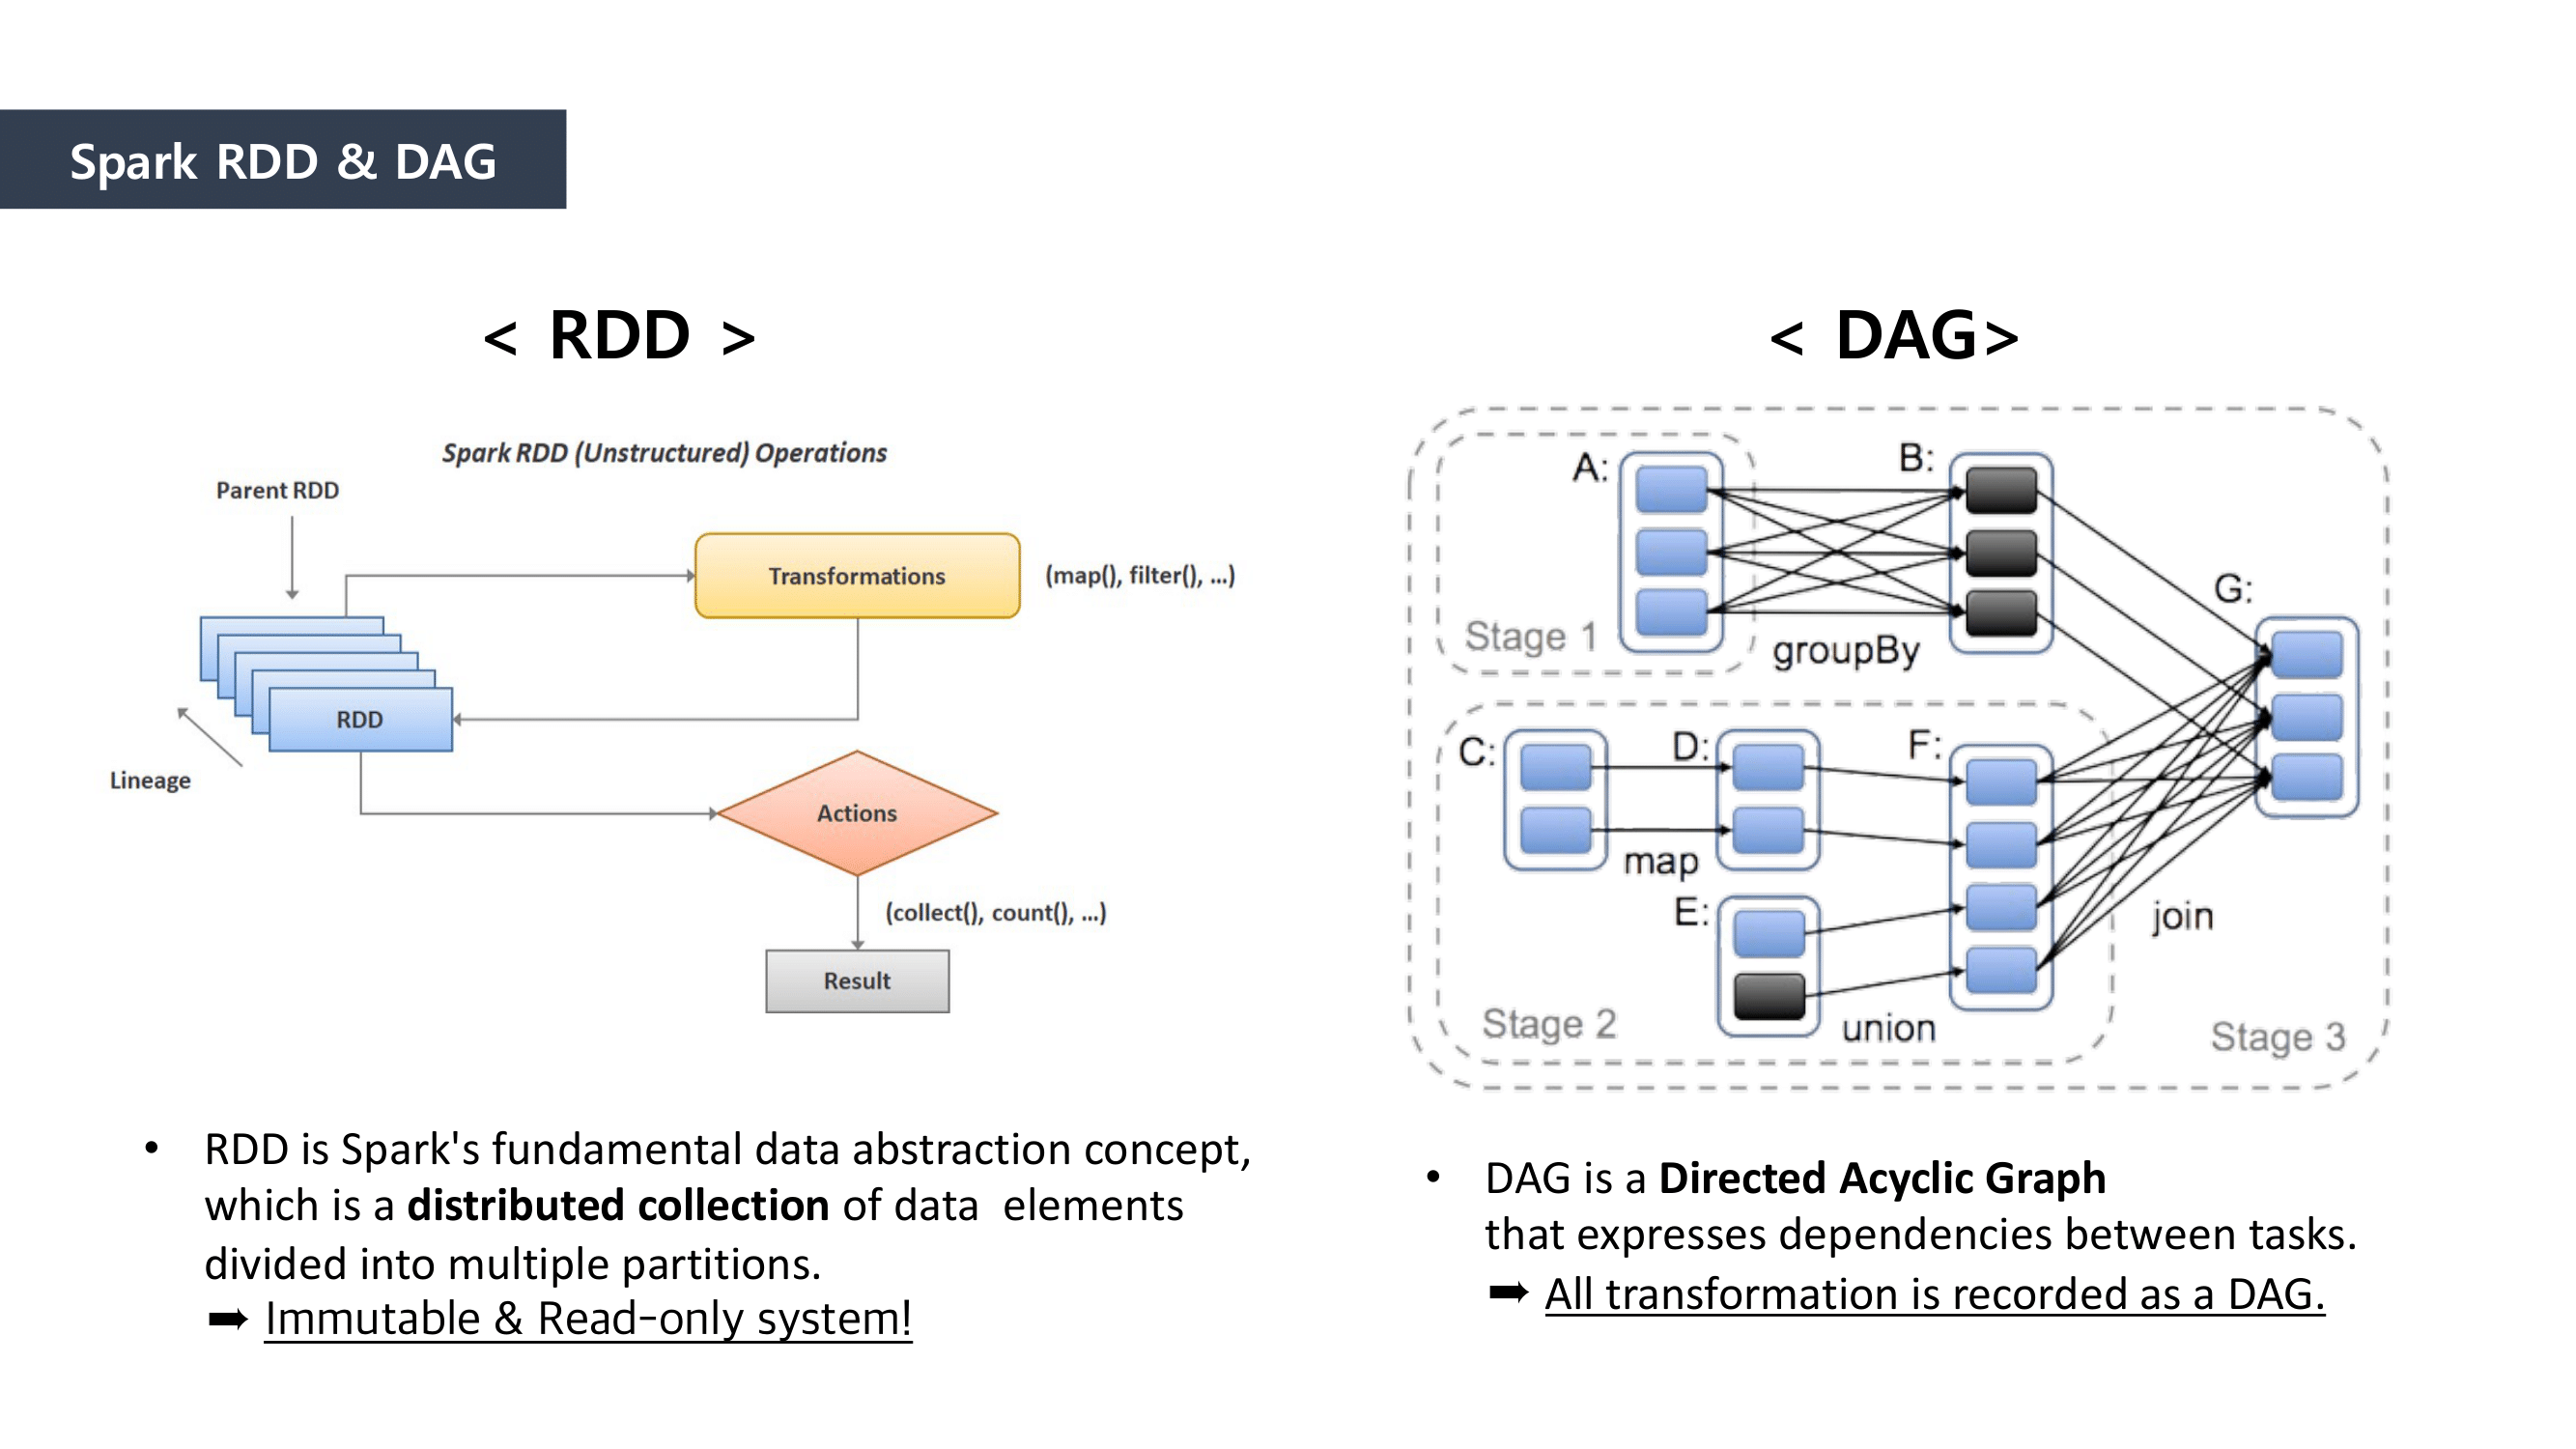 Spark RDD & DAG
< RDD >
Spark RDD (Unstructured) Operations
Parent RDD
Transformations
(map(), filter(), ...)
RDD
Lineage
Actions
(collect(), count(), ...)
Result
• RDD is Spark's fundamental data abstraction concept,
which is a distributed collection of data  elements
divided into multiple partitions.
➡ Immutable & Read-only system!
< DAG>
A:
B:
Stage 1
groupBy
G:
C:
D:
F:
map
E:
join
Stage 2
union
Stage 3
• DAG is a Directed Acyclic Graph
that expresses dependencies between tasks.
➡ All transformation is recorded as a DAG.